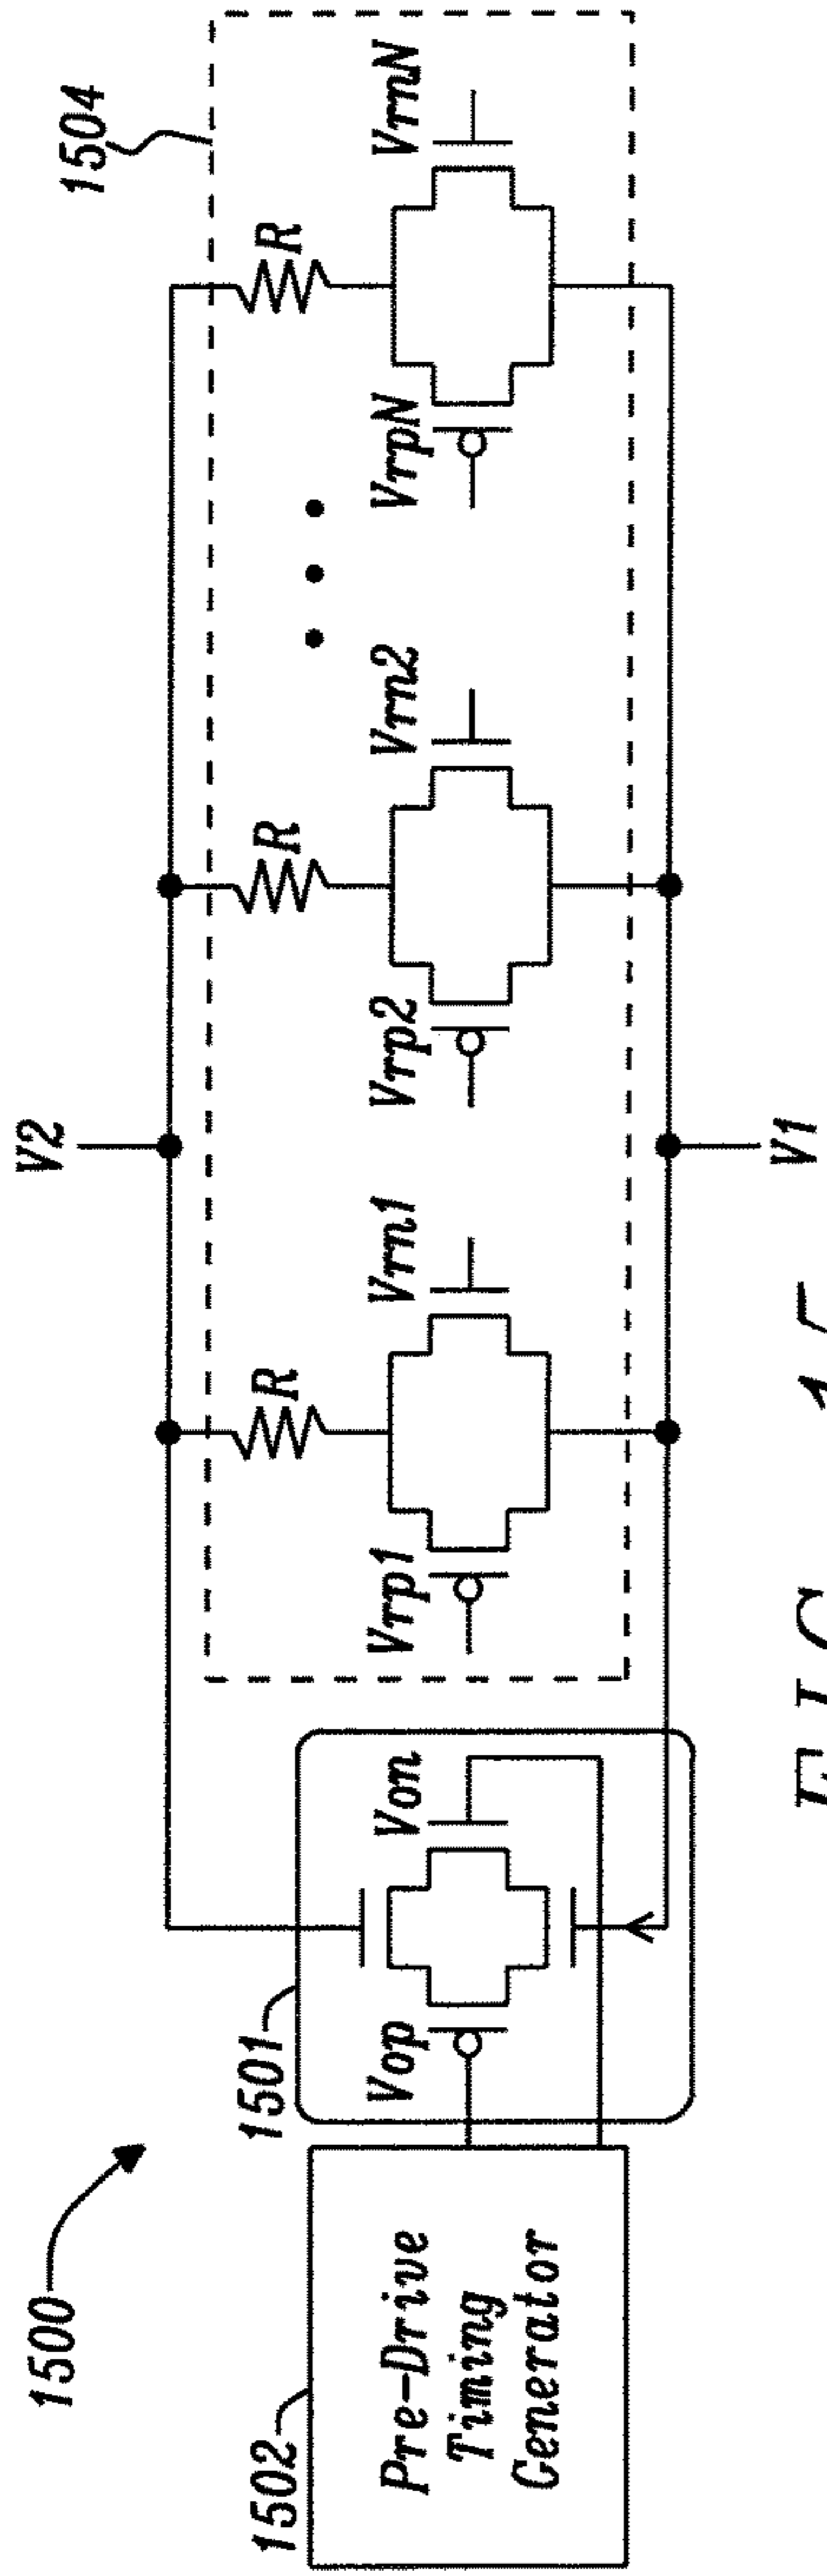 1500
1502
Pre-Drive
Timing
Generator
1501
Vop
Von
V2
1504
R
R
R
Vrp1
Vrn1
Vrp2
Vrn2
VrpN
VrnN
V1